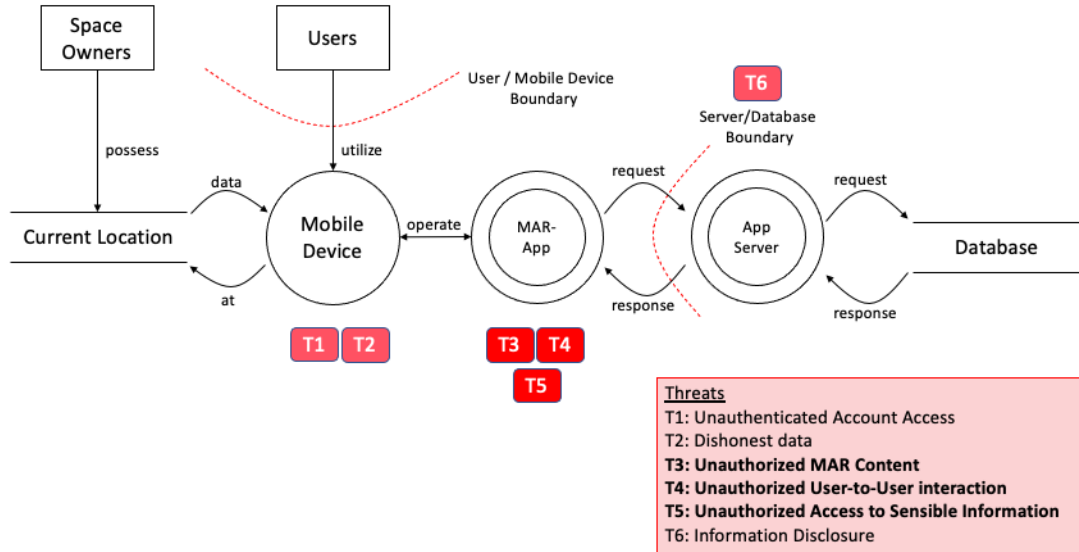 Space
Owners
Users
User / Mobile Device
Boundary
T6
Server/Database
Boundary
possess
utilize
data
request
request
Current Location
Mobile
Device
operate
MAR-
App
App
Server
Database
at
response
response
T1
T2
T3
T4
T5
Threats
T1: Unauthenticated Account Access
T2: Dishonest data
T3: Unauthorized MAR Content
T4: Unauthorized User-to-User interaction
T5: Unauthorized Access to Sensible Information
T6: Information Disclosure